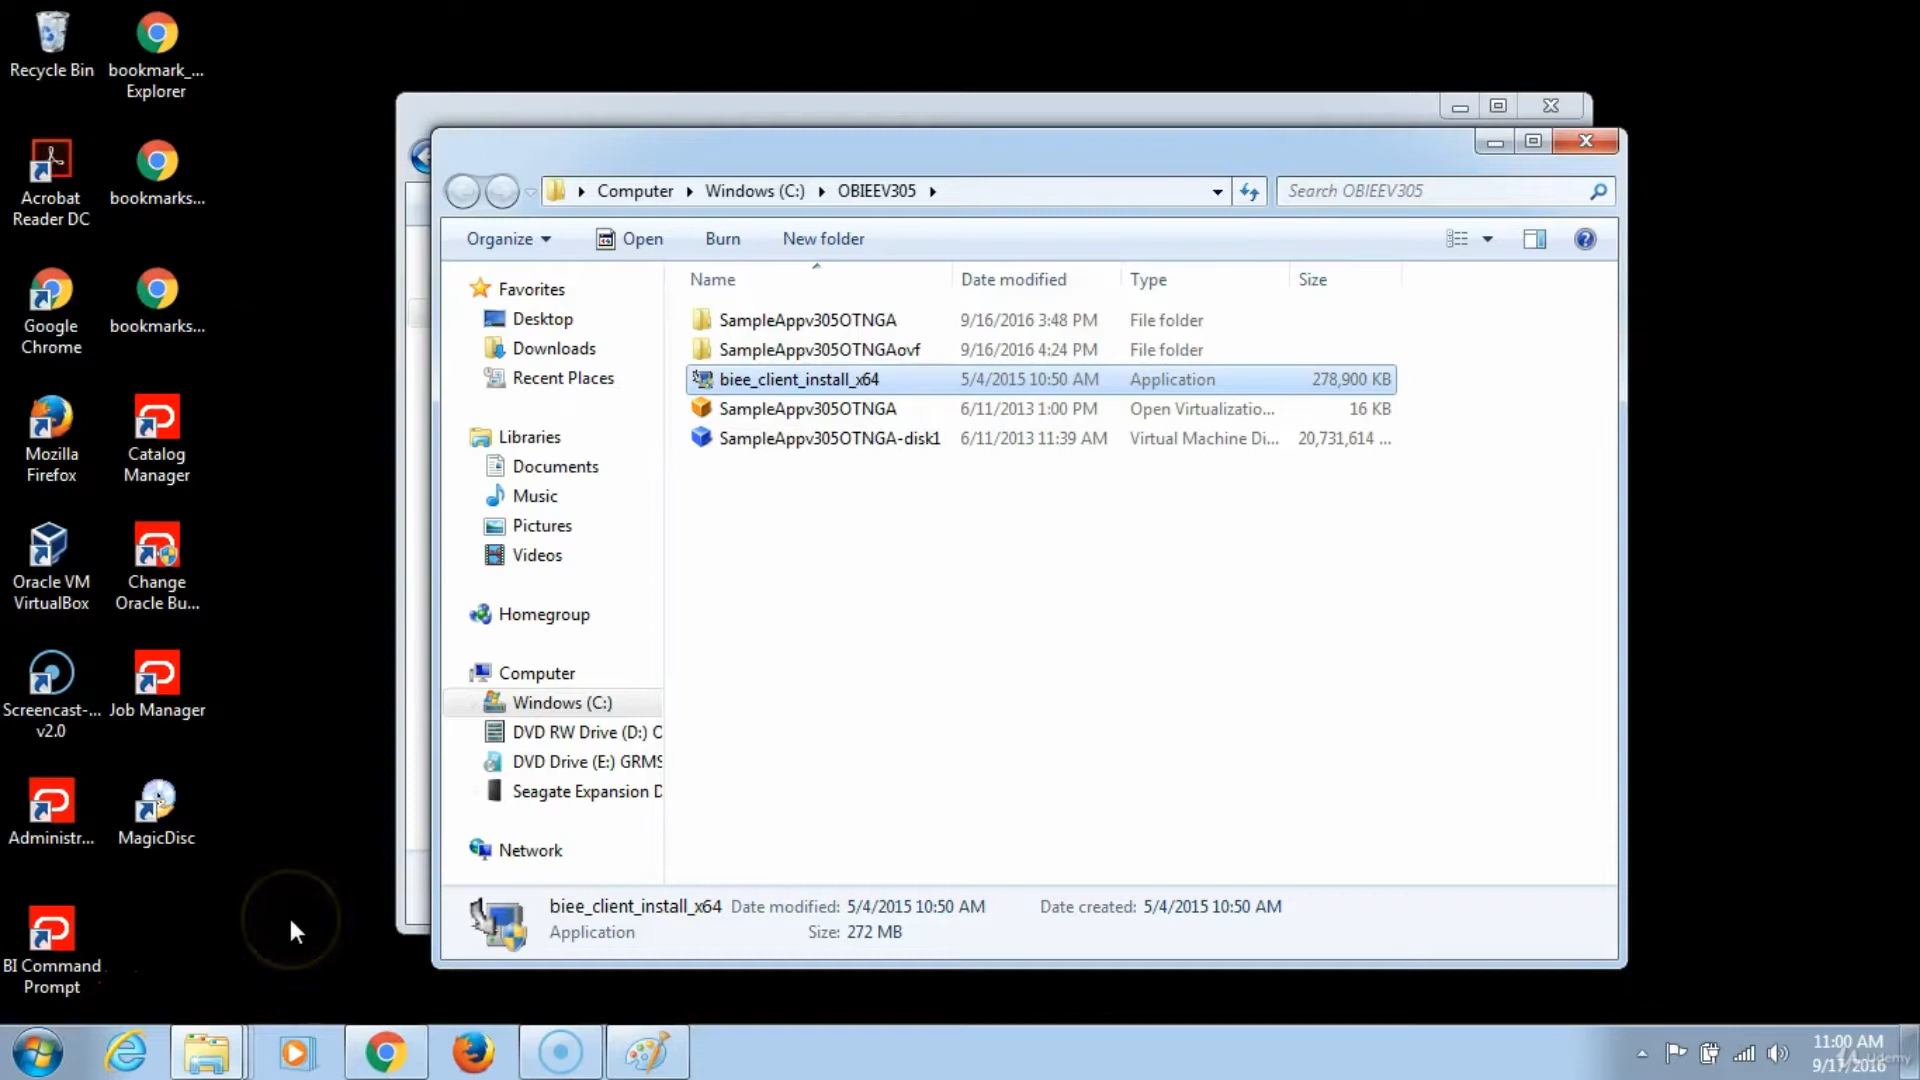 Recycle Bin
bookmark_...
Explorer
Acrobat
Reader DC
bookmarks...
Google
Chrome
bookmarks...
Mozilla
Firefox
Catalog
Manager
Oracle VM
VirtualBox
Change
Oracle Bu...
Screencast-...
v2.0
Job Manager
Administr...
MagicDisc
BI Command
Prompt
Computer
Windows (C:)
OBIEEV305
Search OBIEEV305
Organize
Open
Burn
New folder
Favorites
Desktop
Downloads
Recent Places
Libraries
Documents
Music
Pictures
Videos
Homegroup
Computer
Windows (C:)
DVD RW Drive (D:) C
DVD Drive (E:) GRMS
Seagate Expansion D
Network
Name Date modified Type Size
SampleAppv305OTNGA 9/16/2016 3:48 PM File folder
SampleAppv305OTNGAovf 9/16/2016 4:24 PM File folder
biee_client_install_x64 5/4/2015 10:50 AM Application 278,900 KB
SampleAppv305OTNGA 6/11/2013 1:00 PM Open Virtualizatio... 16 KB
SampleAppv305OTNGA-disk1 6/11/2013 11:39 AM Virtual Machine Di... 20,731,614 ...
biee_client_install_x64 Date modified: 5/4/2015 10:50 AM Date created: 5/4/2015 10:50 AM
Application Size: 272 MB
11:00 AM
9/17/2016
Udemy